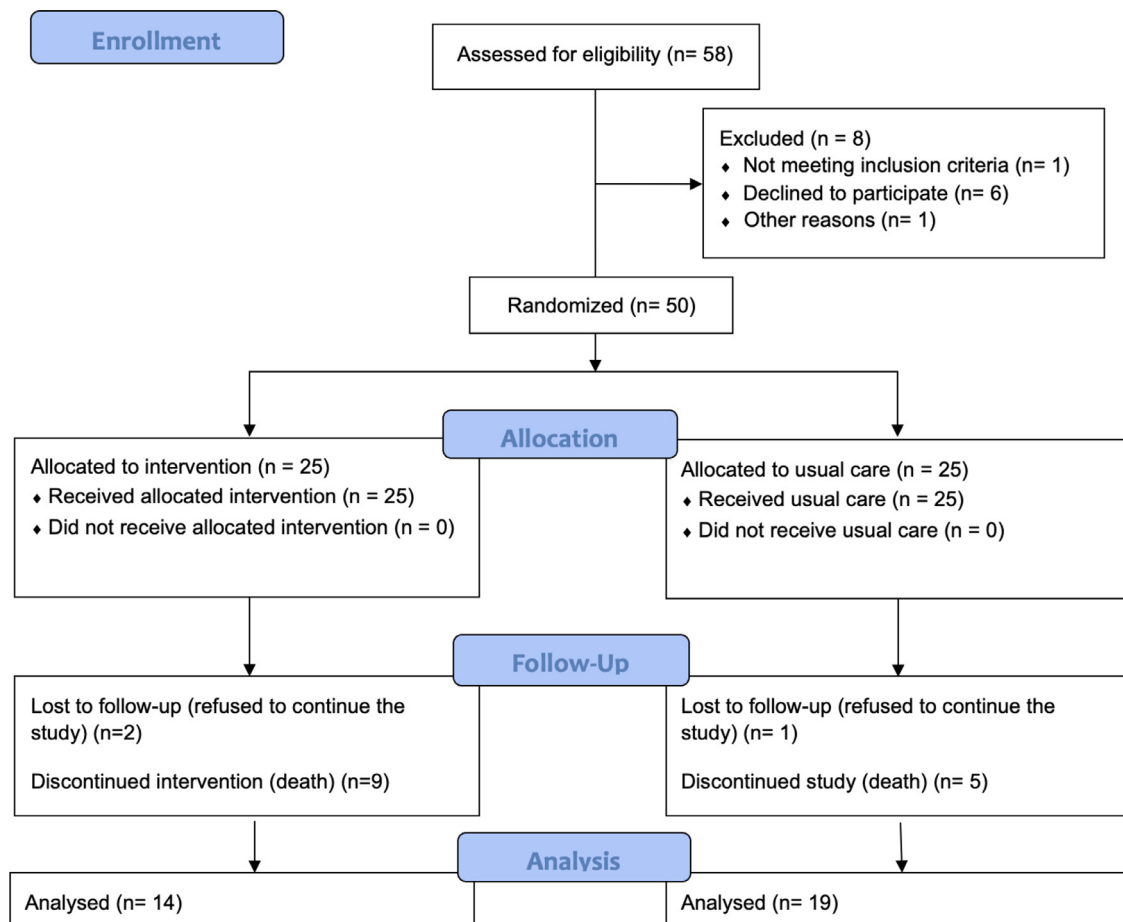 Enrollment
Assessed for eligibility (n= 58)
Excluded (n = 8)
♦ Not meeting inclusion criteria (n= 1)
♦ Declined to participate (n= 6)
♦ Other reasons (n= 1)
Randomized (n= 50)
Allocation
Allocated to intervention (n = 25)
♦ Received allocated intervention (n = 25)
♦ Did not receive allocated intervention (n = 0)
Allocated to usual care (n = 25)
♦ Received usual care (n = 25)
♦ Did not receive usual care (n = 0)
Follow-Up
Lost to follow-up (refused to continue the
study) (n=2)
Discontinued intervention (death) (n=9)
Lost to follow-up (refused to continue the
study) (n= 1)
Discontinued study (death) (n= 5)
Analysis
Analysed (n= 14)
Analysed (n= 19)